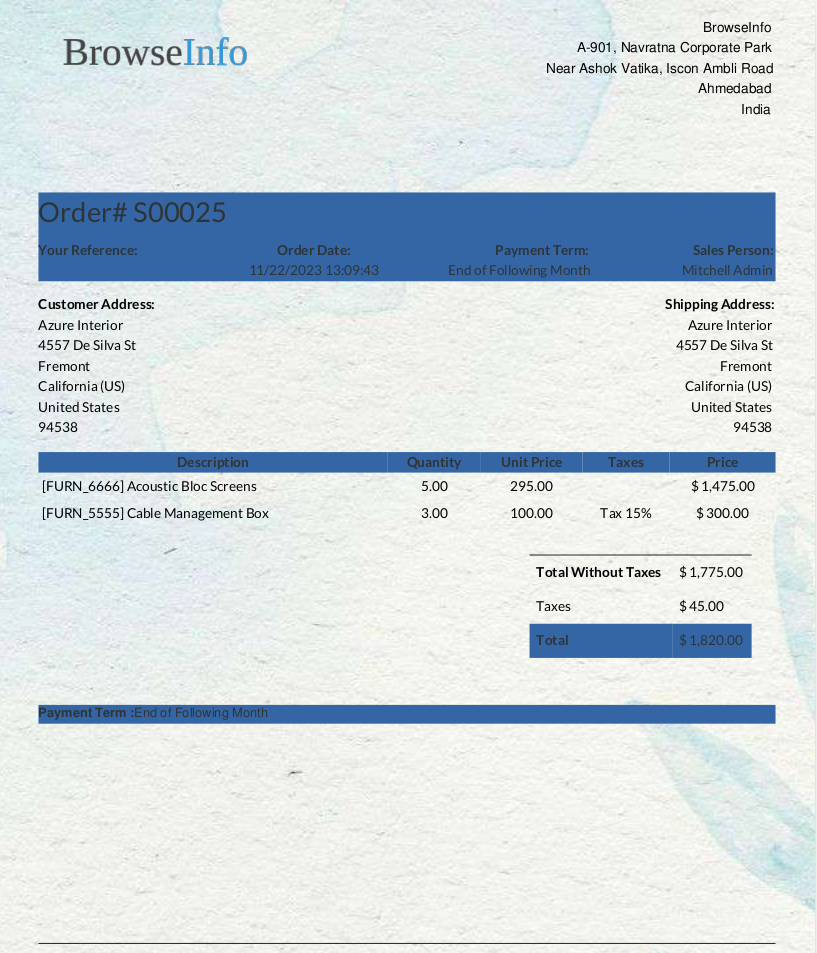 BrowseInfo
BrowseInfo
A-901, Navratna Corporate Park
Near Ashok Vatika, Iscon Ambli Road
Ahmedabad
India
Order# S00025
Your Reference: Order Date: Payment Term: Sales Person:
11/22/2023 13:09:43 End of Following Month Mitchell Admin
Customer Address: Shipping Address:
Azure Interior Azure Interior
4557 De Silva St 4557 De Silva St
Fremont Fremont
California (US) California (US)
United States United States
94538 94538
Description Quantity Unit Price Taxes Price
[FURN_6666] Acoustic Bloc Screens 5.00 295.00 $ 1,475.00
[FURN_5555] Cable Management Box 3.00 100.00 Tax 15% $ 300.00
Total Without Taxes $ 1,775.00
Taxes $ 45.00
Total $ 1,820.00
Payment Term :End of Following Month